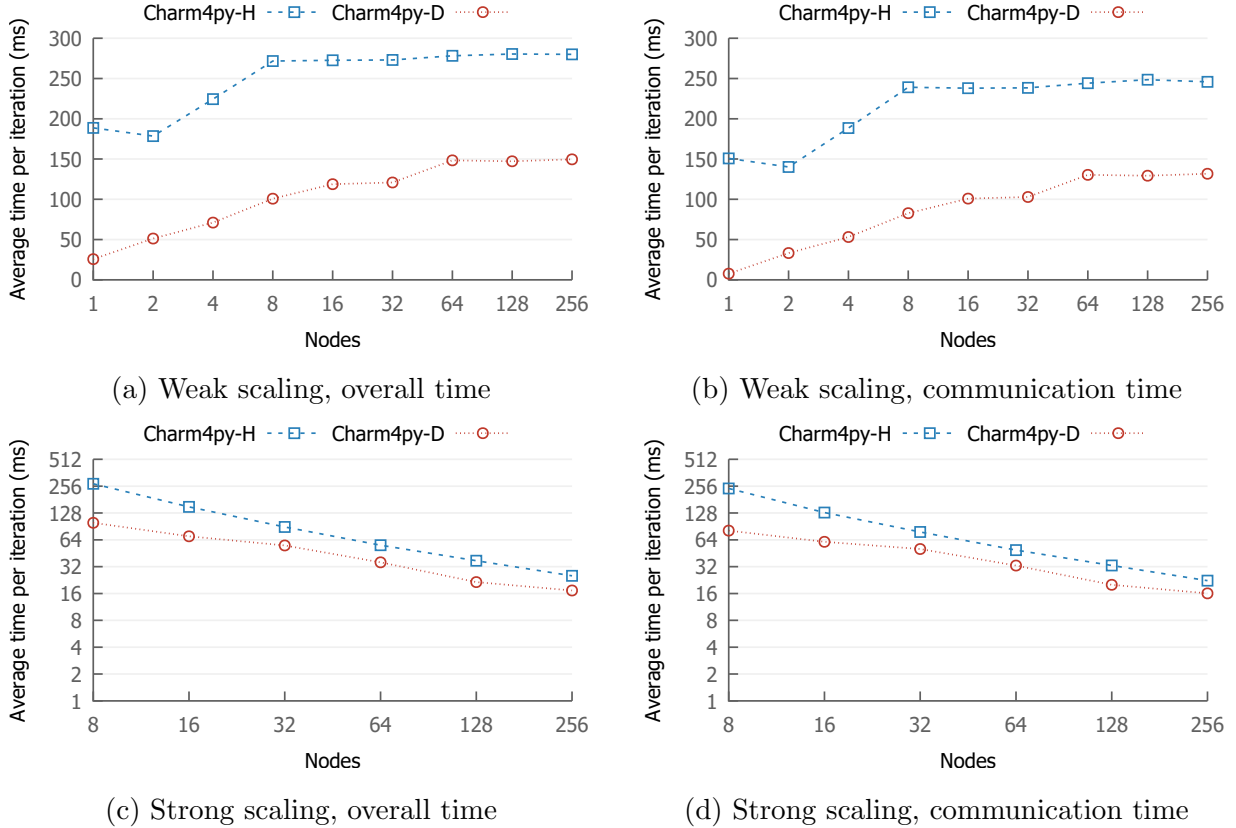 Charm4py-H Charm4py-D
Average time per iteration (ms)
300
250
200
150
100
50
0
1 2 4 8 16 32 64 128 256
Nodes
(a) Weak scaling, overall time
Charm4py-H Charm4py-D
Average time per iteration (ms)
300
250
200
150
100
50
0
1 2 4 8 16 32 64 128 256
Nodes
(b) Weak scaling, communication time
Charm4py-H Charm4py-D
Average time per iteration (ms)
512
256
128
64
32
16
8
4
2
1
8 16 32 64 128 256
Nodes
(c) Strong scaling, overall time
Charm4py-H Charm4py-D
Average time per iteration (ms)
512
256
128
64
32
16
8
4
2
1
8 16 32 64 128 256
Nodes
(d) Strong scaling, communication time